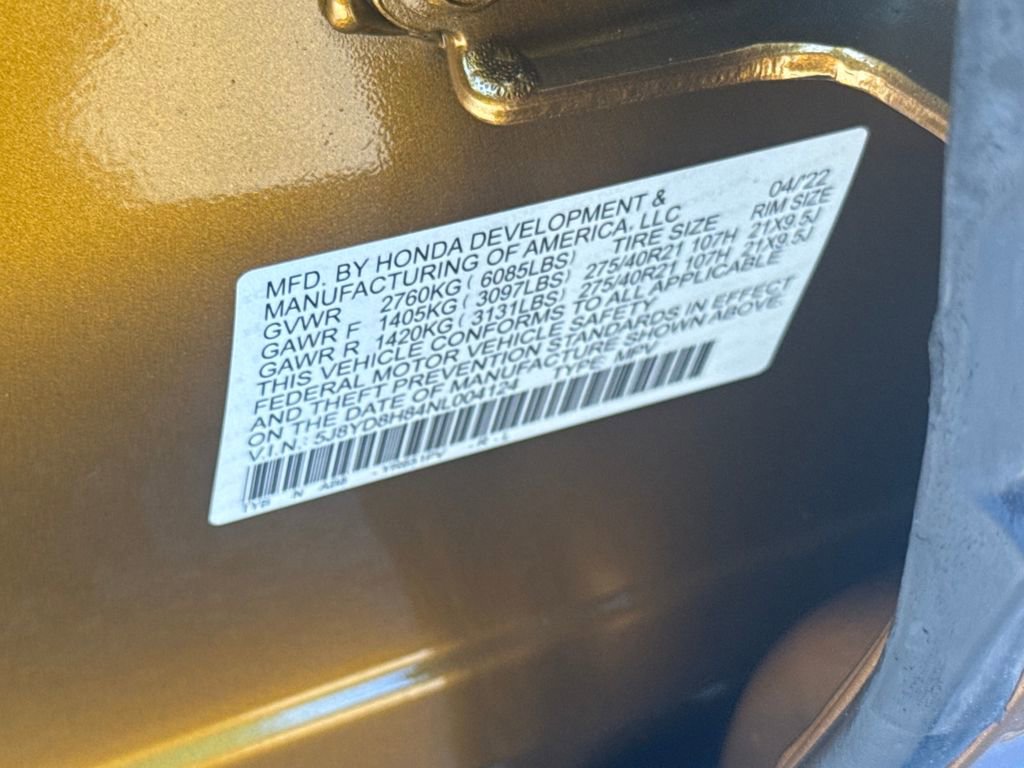 MFD. BY HONDA DEVELOPMENT & 04/22
MANUFACTURING OF AMERICA, LLC
TIRE SIZE RIM SIZE
GVWR 2760KG ( 6085LBS)
GAWR F 1405KG ( 3097LBS) 275/40R21 107H 21X9.5J
GAWR R 1420KG ( 3131LBS) 275/40R21 107H, 21X9.5J
THIS VEHICLE CONFORMS TO ALL APPLICABLE
FEDERAL MOTOR VEHICLE SAFETY
AND THEFT PREVENTION STANDARDS IN EFFECT
ON THE DATE OF MANUFACTURE SHOWN ABOVE.
V.I.N.: 5J8YD8H84NL004124 TYPE: MPV